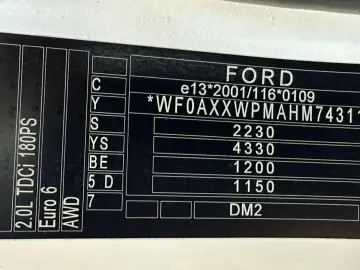 FORD
e13*2001/116*0109
*WF0AXXWPMAHM7431
2230
4330
1200
1150
DM2
C
Y
S
YS
BE
5 D
7
2.0L TDCi 180PS
Euro 6
AWD